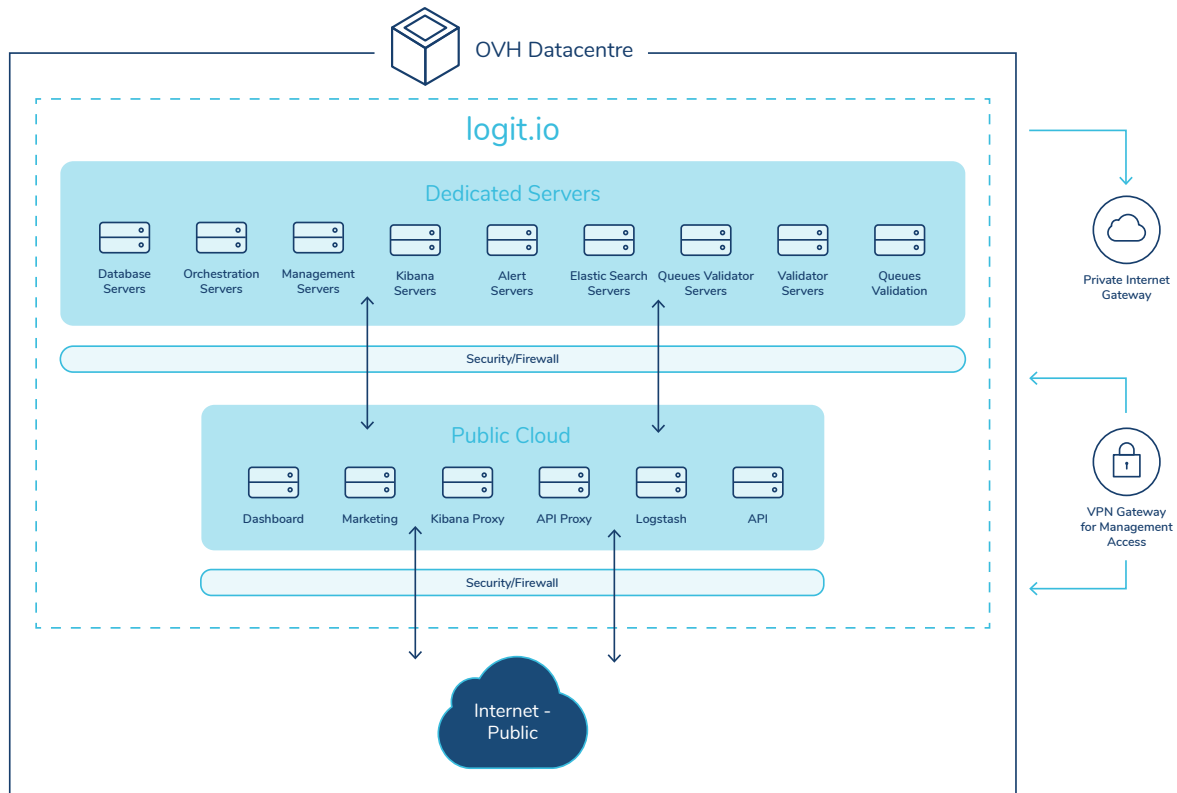 OVH Datacentre
logit.io
Dedicated Servers
Database
Servers
Orchestration
Servers
Management
Servers
Kibana
Servers
Alert
Servers
Elastic Search
Servers
Queues Validator
Servers
Validator
Servers
Queues
Validation
Security/Firewall
Public Cloud
Dashboard
Marketing
Kibana Proxy
API Proxy
Logstash
API
Security/Firewall
Internet -
Public
Private Internet
Gateway
VPN Gateway
for Management
Access